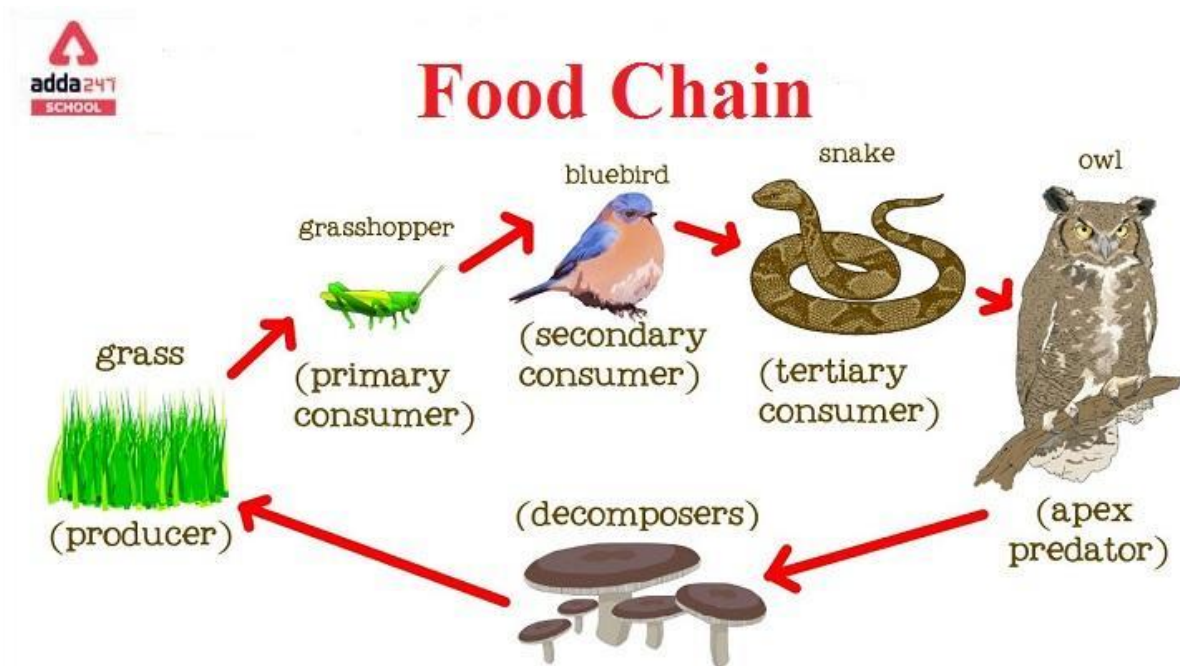 adda247
SCHOOL
Food Chain
grass
(producer)
grasshopper
(primary
consumer)
bluebird
(secondary
consumer)
snake
(tertiary
consumer)
owl
(apex
predator)
(decomposers)